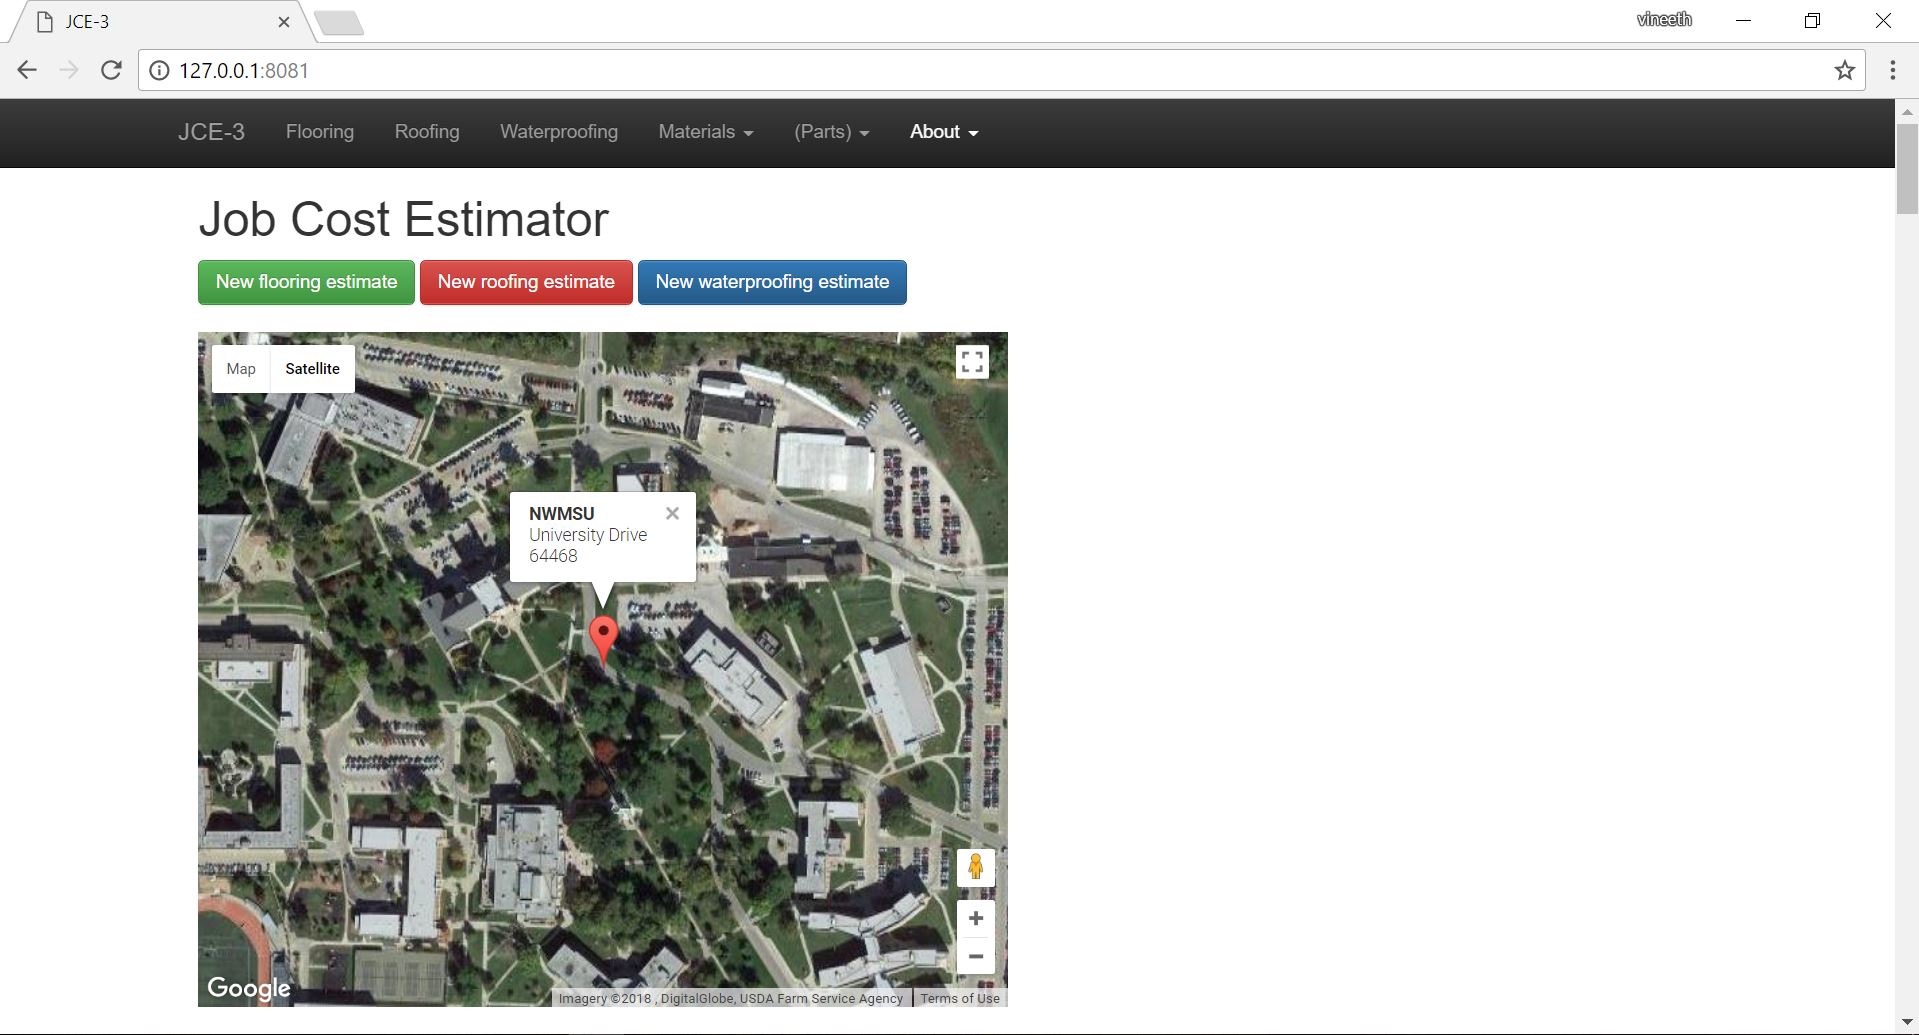 JCE-3
vineeth
127.0.0.1:8081
JCE-3 Flooring Roofing Waterproofing Materials (Parts) About
Job Cost Estimator
New flooring estimate New roofing estimate New waterproofing estimate
Map Satellite
NWMSU
University Drive
64468
Google
Imagery ©2018 , DigitalGlobe, USDA Farm Service Agency Terms of Use